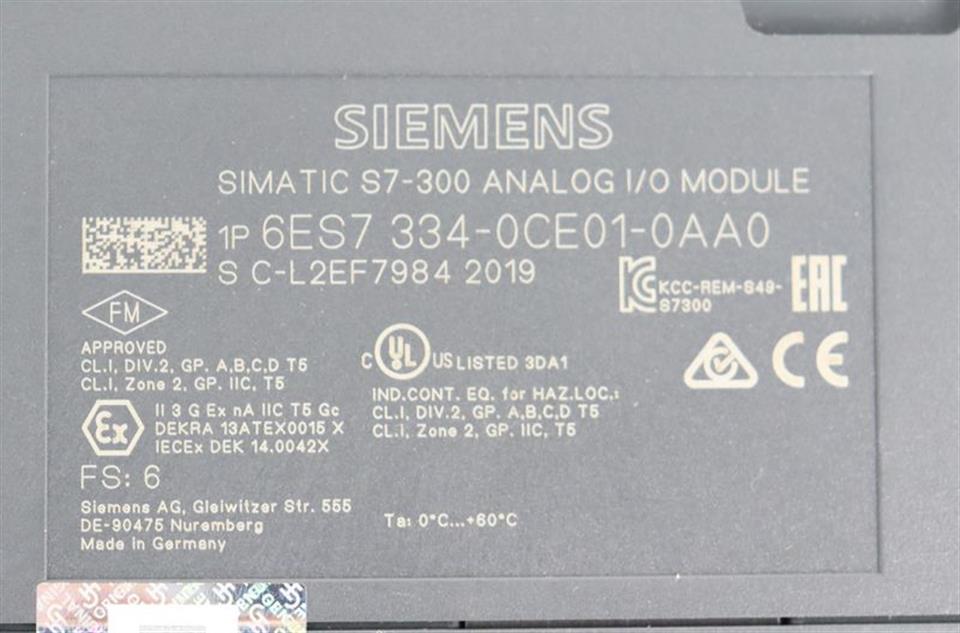 SIEMENS
SIMATIC S7-300 ANALOG I/O MODULE
1P 6ES7 334-0CE01-0AA0
S C-L2EF7984 2019
KCC-REM-S49-
S7300
EAC
FM
APPROVED
CL.I, DIV.2, GP. A,B,C,D T5
CL.I, Zone 2, GP. IIC, T5
C UL US LISTED 3DA1
IND.CONT. EQ. for HAZ.LOC.:
CL.I, DIV.2, GP. A,B,C,D T5
CL.I, Zone 2, GP. IIC, T5
CE
Ex
II 3 G Ex nA IIC T5 Gc
DEKRA 13ATEX0015 X
IECEx DEK 14.0042X
FS: 6
Siemens AG, Gleiwitzer Str. 555
DE-90475 Nuremberg
Made in Germany
Ta: 0°C...+60°C